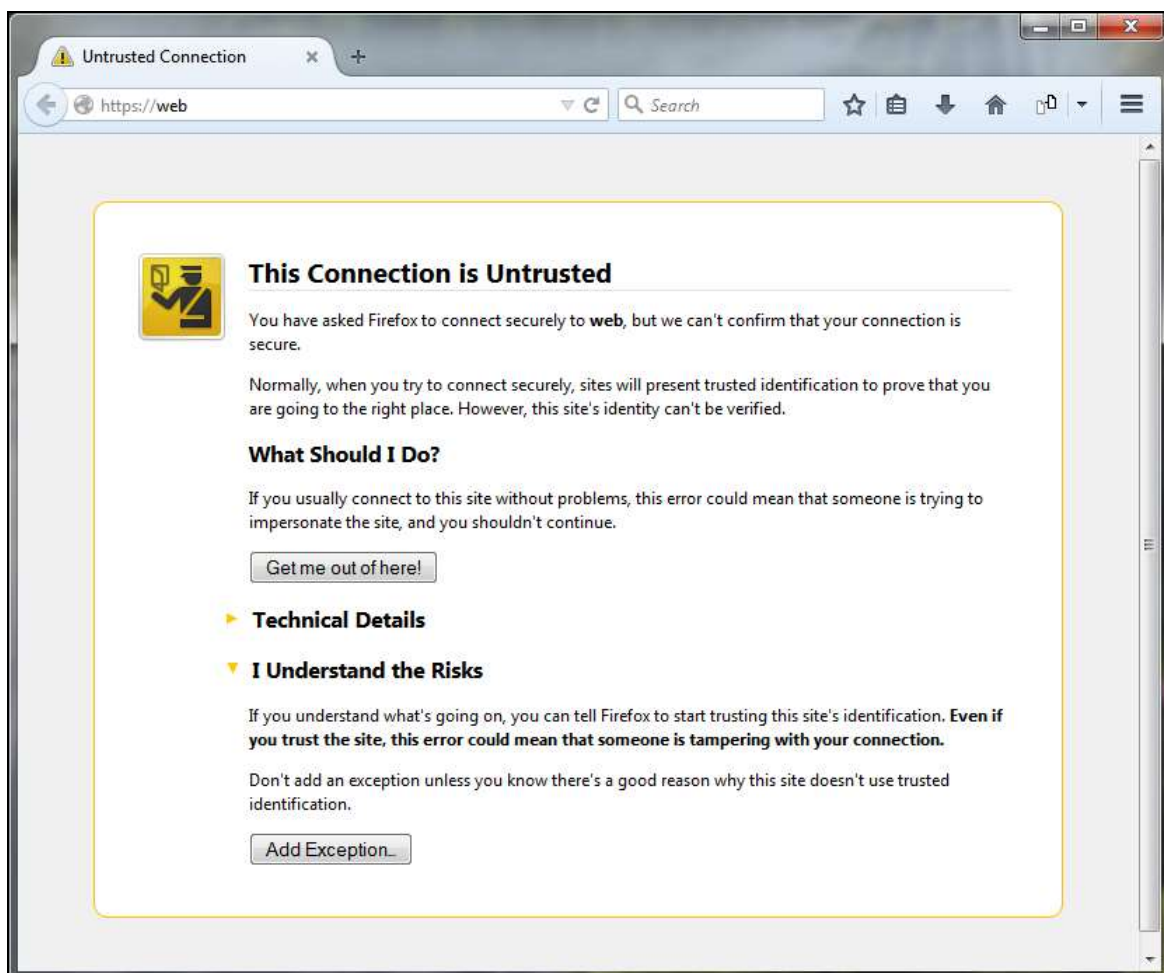 Untrusted Connection
https://web
Search
This Connection is Untrusted
You have asked Firefox to connect securely to web, but we can't confirm that your connection is
secure.
Normally, when you try to connect securely, sites will present trusted identification to prove that you
are going to the right place. However, this site's identity can't be verified.
What Should I Do?
If you usually connect to this site without problems, this error could mean that someone is trying to
impersonate the site, and you shouldn't continue.
Get me out of here!
Technical Details
I Understand the Risks
If you understand what's going on, you can tell Firefox to start trusting this site's identification. Even if
you trust the site, this error could mean that someone is tampering with your connection.
Don't add an exception unless you know there's a good reason why this site doesn't use trusted
identification.
Add Exception...